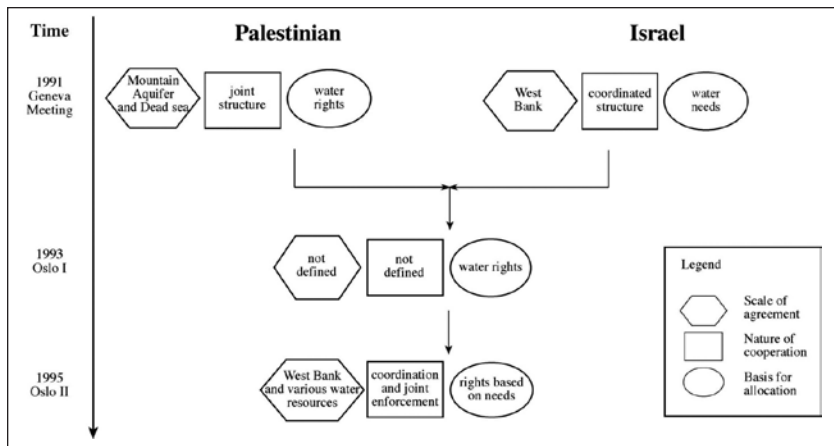 Time
Palestinian
Israel
1991
Geneva
Meeting
Mountain
Aquifer
and Dead sea
joint
structure
water
rights
West
Bank
coordinated
structure
water
needs
1993
Oslo I
not
defined
not
defined
water rights
Legend
Scale of
agreement
Nature of
cooperation
Basis for
allocation
1995
Oslo II
West Bank
and various water
resources
coordination
and joint
enforcement
rights based
on needs